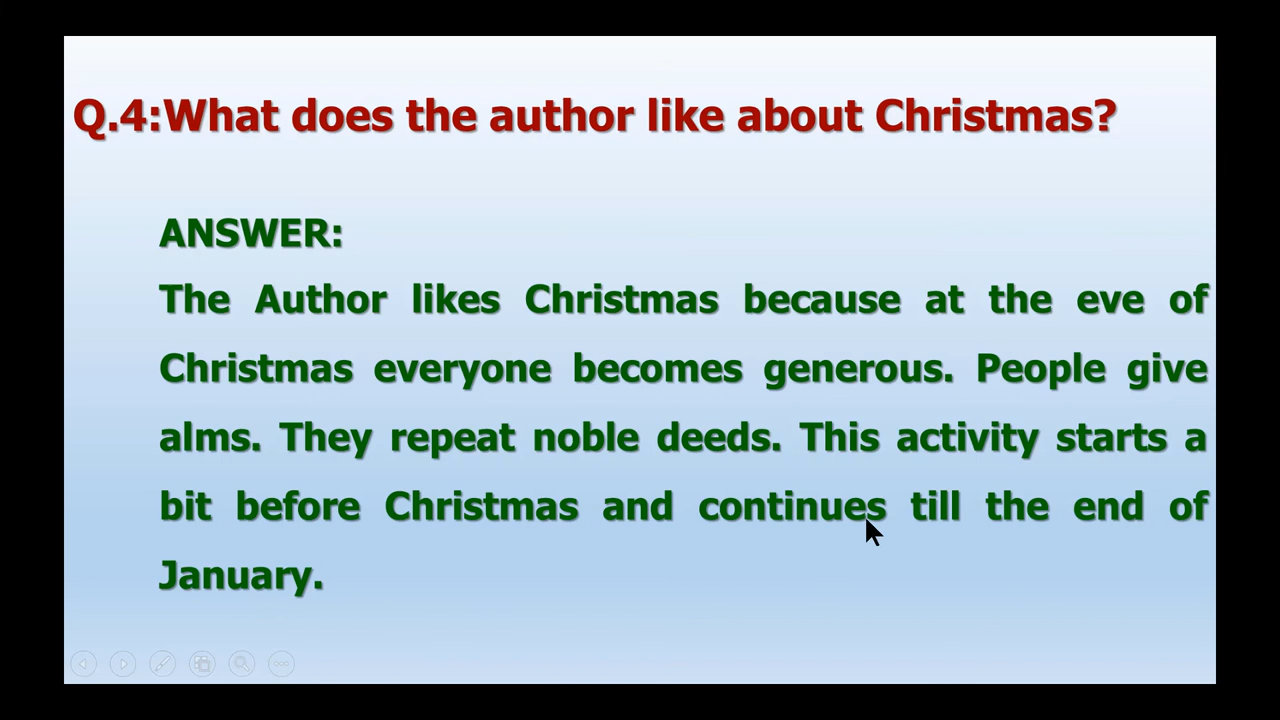 Q.4:What does the author like about Christmas?
ANSWER:
The Author likes Christmas because at the eve of
Christmas everyone becomes generous. People give
alms. They repeat noble deeds. This activity starts a
bit before Christmas and continues till the end of
January.